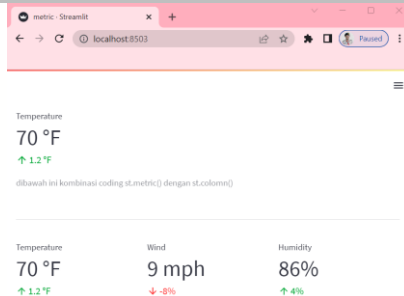 metric · Streamlit
localhost:8503
Paused
Temperature
70 °F
↑ 1.2 °F
dibawah ini kombinasi coding st.metric() dengan st.colomn()
Temperature Wind Humidity
70 °F 9 mph 86%
↑ 1.2 °F ↓ -8% ↑ 4%